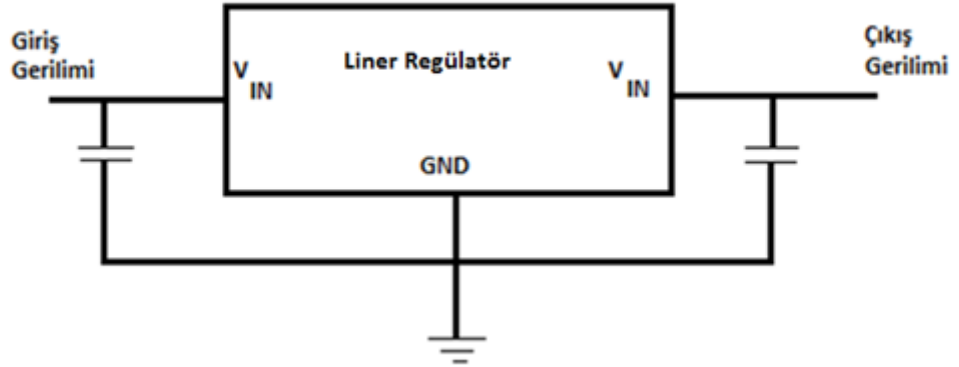 Giriş
Gerilimi
Liner Regülatör
Çıkış
Gerilimi
V
IN
V
IN
GND